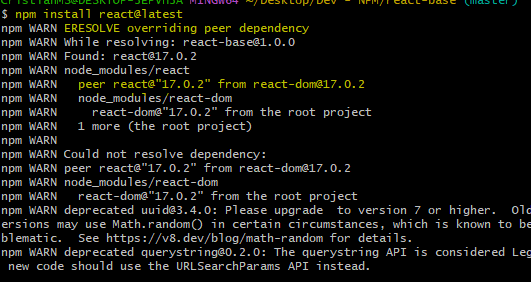 MINGW64 ~/Desktop/Dev - NPM/react-base (master)
$ npm install react@latest
npm WARN ERESOLVE overriding peer dependency
npm WARN While resolving: react-base@1.0.0
npm WARN Found: react@17.0.2
npm WARN node_modules/react
npm WARN   peer react@"17.0.2" from react-dom@17.0.2
npm WARN   node_modules/react-dom
npm WARN     react-dom@"17.0.2" from the root project
npm WARN   1 more (the root project)
npm WARN
npm WARN Could not resolve dependency:
npm WARN peer react@"17.0.2" from react-dom@17.0.2
npm WARN node_modules/react-dom
npm WARN   react-dom@"17.0.2" from the root project
npm WARN deprecated uuid@3.4.0: Please upgrade  to version 7 or higher.  Old
ersions may use Math.random() in certain circumstances, which is known to be
blematic.  See https://v8.dev/blog/math-random for details.
npm WARN deprecated querystring@0.2.0: The querystring API is considered Leg
 new code should use the URLSearchParams API instead.